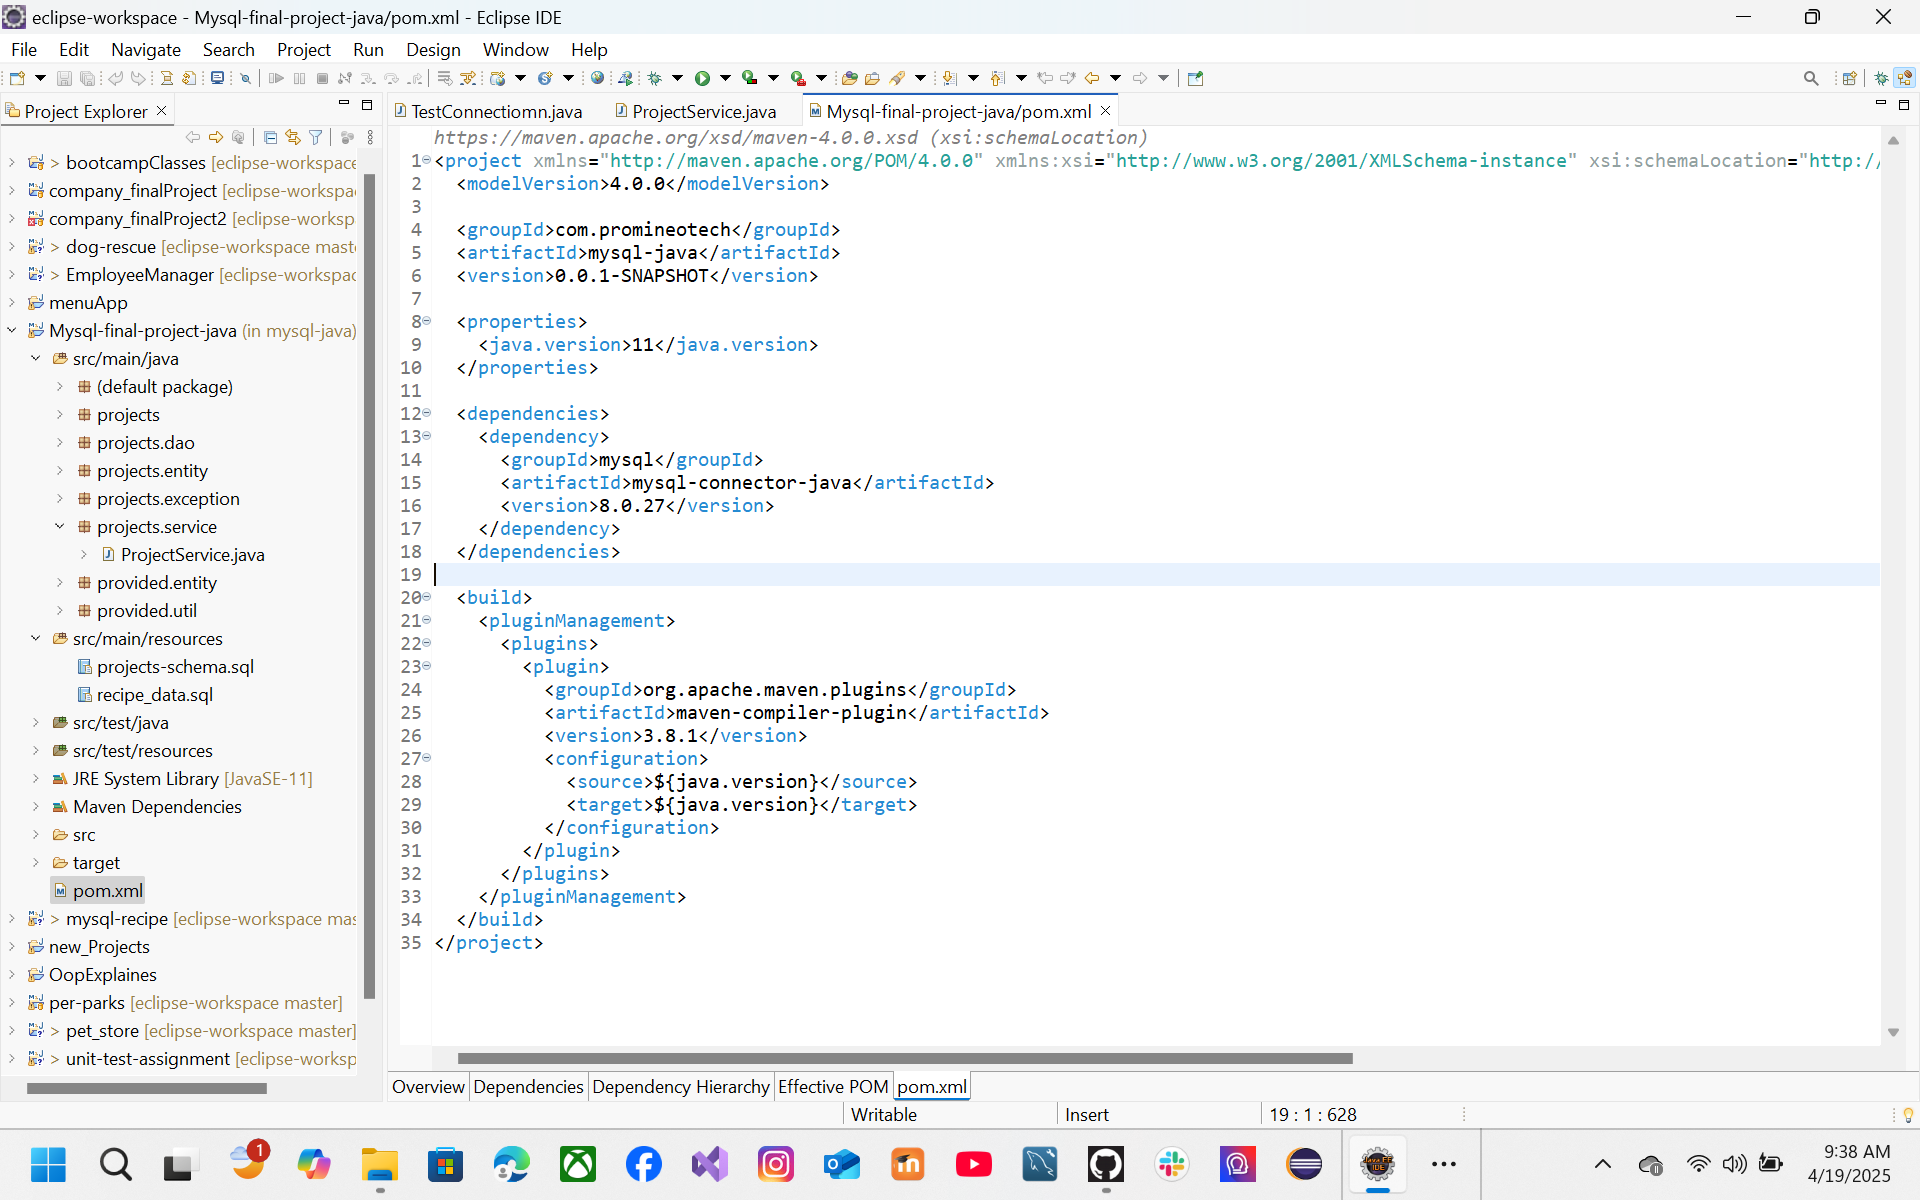 eclipse-workspace - Mysql-final-project-java/pom.xml - Eclipse IDE
File Edit Navigate Search Project Run Design Window Help
Project Explorer
TestConnectiomn.java ProjectService.java Mysql-final-project-java/pom.xml
> bootcampClasses [eclipse-workspace
company_finalProject [eclipse-workspa
company_finalProject2 [eclipse-worksp
> dog-rescue [eclipse-workspace mast
> EmployeeManager [eclipse-workspac
menuApp
Mysql-final-project-java (in mysql-java)
src/main/java
(default package)
projects
projects.dao
projects.entity
projects.exception
projects.service
ProjectService.java
provided.entity
provided.util
src/main/resources
projects-schema.sql
recipe_data.sql
src/test/java
src/test/resources
JRE System Library [JavaSE-11]
Maven Dependencies
src
target
pom.xml
> mysql-recipe [eclipse-workspace mas
new_Projects
OopExplaines
per-parks [eclipse-workspace master]
> pet_store [eclipse-workspace master]
> unit-test-assignment [eclipse-worksp
https://maven.apache.org/xsd/maven-4.0.0.xsd (xsi:schemaLocation)
1 <project xmlns="http://maven.apache.org/POM/4.0.0" xmlns:xsi="http://www.w3.org/2001/XMLSchema-instance" xsi:schemaLocation="http:/
2 <modelVersion>4.0.0</modelVersion>
3
4 <groupId>com.promineotech</groupId>
5 <artifactId>mysql-java</artifactId>
6 <version>0.0.1-SNAPSHOT</version>
7
8 <properties>
9 <java.version>11</java.version>
10 </properties>
11
12 <dependencies>
13 <dependency>
14 <groupId>mysql</groupId>
15 <artifactId>mysql-connector-java</artifactId>
16 <version>8.0.27</version>
17 </dependency>
18 </dependencies>
19
20 <build>
21 <pluginManagement>
22 <plugins>
23 <plugin>
24 <groupId>org.apache.maven.plugins</groupId>
25 <artifactId>maven-compiler-plugin</artifactId>
26 <version>3.8.1</version>
27 <configuration>
28 <source>${java.version}</source>
29 <target>${java.version}</target>
30 </configuration>
31 </plugin>
32 </plugins>
33 </pluginManagement>
34 </build>
35 </project>
Overview Dependencies Dependency Hierarchy Effective POM pom.xml
Writable Insert 19 : 1 : 628
1
9:38 AM
4/19/2025